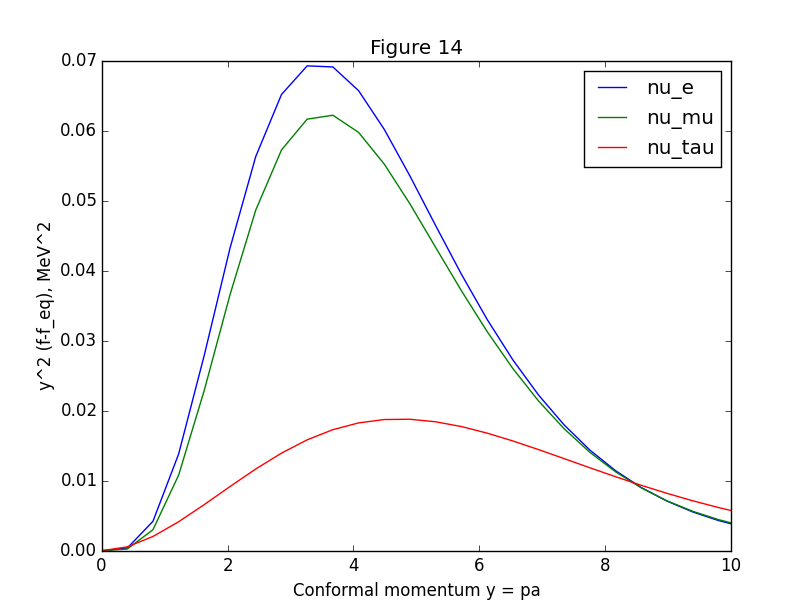 Figure 14
nu_e
nu_mu
nu_tau
0.07
0.06
0.05
0.04
0.03
0.02
0.01
0.00
y^2 (f-f_eq), MeV^2
0 2 4 6 8 10
Conformal momentum y = pa